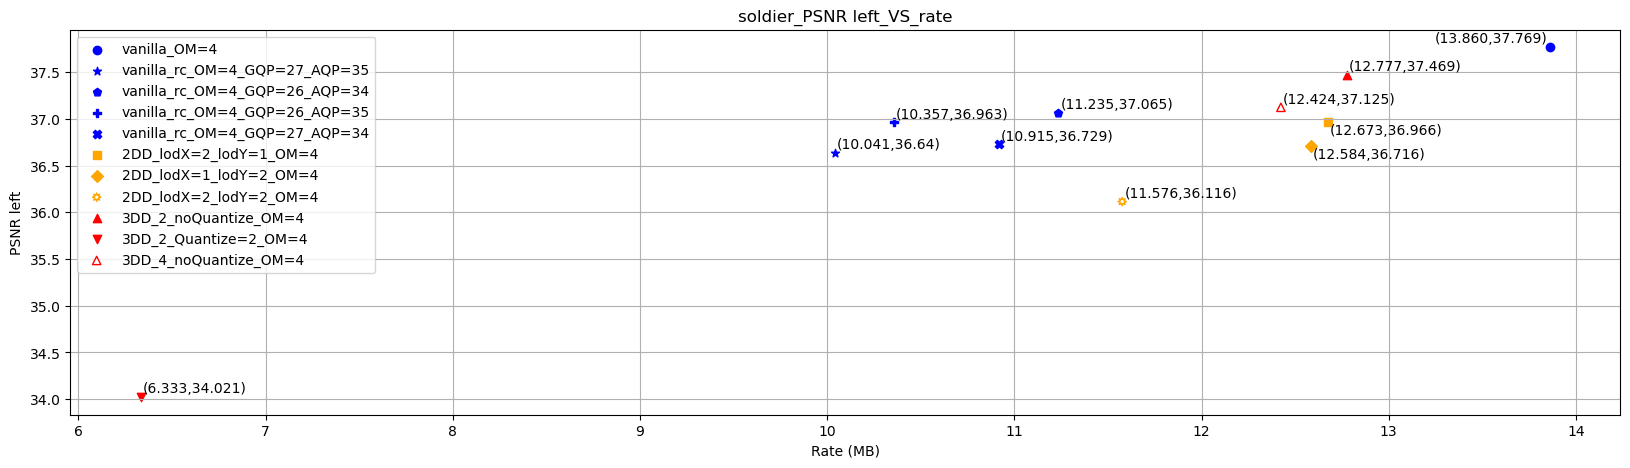 soldier_PSNR left_VS_rate
vanilla_OM=4
vanilla_rc_OM=4_GQP=27_AQP=35
vanilla_rc_OM=4_GQP=26_AQP=34
vanilla_rc_OM=4_GQP=26_AQP=35
vanilla_rc_OM=4_GQP=27_AQP=34
2DD_lodX=2_lodY=1_OM=4
2DD_lodX=1_lodY=2_OM=4
2DD_lodX=2_lodY=2_OM=4
3DD_2_noQuantize_OM=4
3DD_2_Quantize=2_OM=4
3DD_4_noQuantize_OM=4
(13.860,37.769)
(12.777,37.469)
(12.424,37.125)
(10.357,36.963)
(11.235,37.065)
(12.673,36.966)
(10.041,36.64)
(10.915,36.729)
(12.584,36.716)
(11.576,36.116)
(6.333,34.021)
PSNR left
37.5
37.0
36.5
36.0
35.5
35.0
34.5
34.0
6 7 8 9 10 11 12 13 14
Rate (MB)